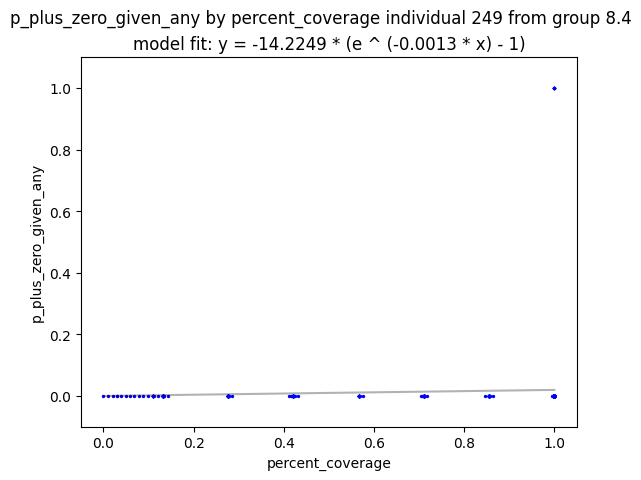 p_plus_zero_given_any by percent_coverage individual 249 from group 8.4
model fit: y = -14.2249 * (e ^ (-0.0013 * x) - 1)
1.0
0.8
0.6
0.4
0.2
0.0
p_plus_zero_given_any
0.0 0.2 0.4 0.6 0.8 1.0
percent_coverage